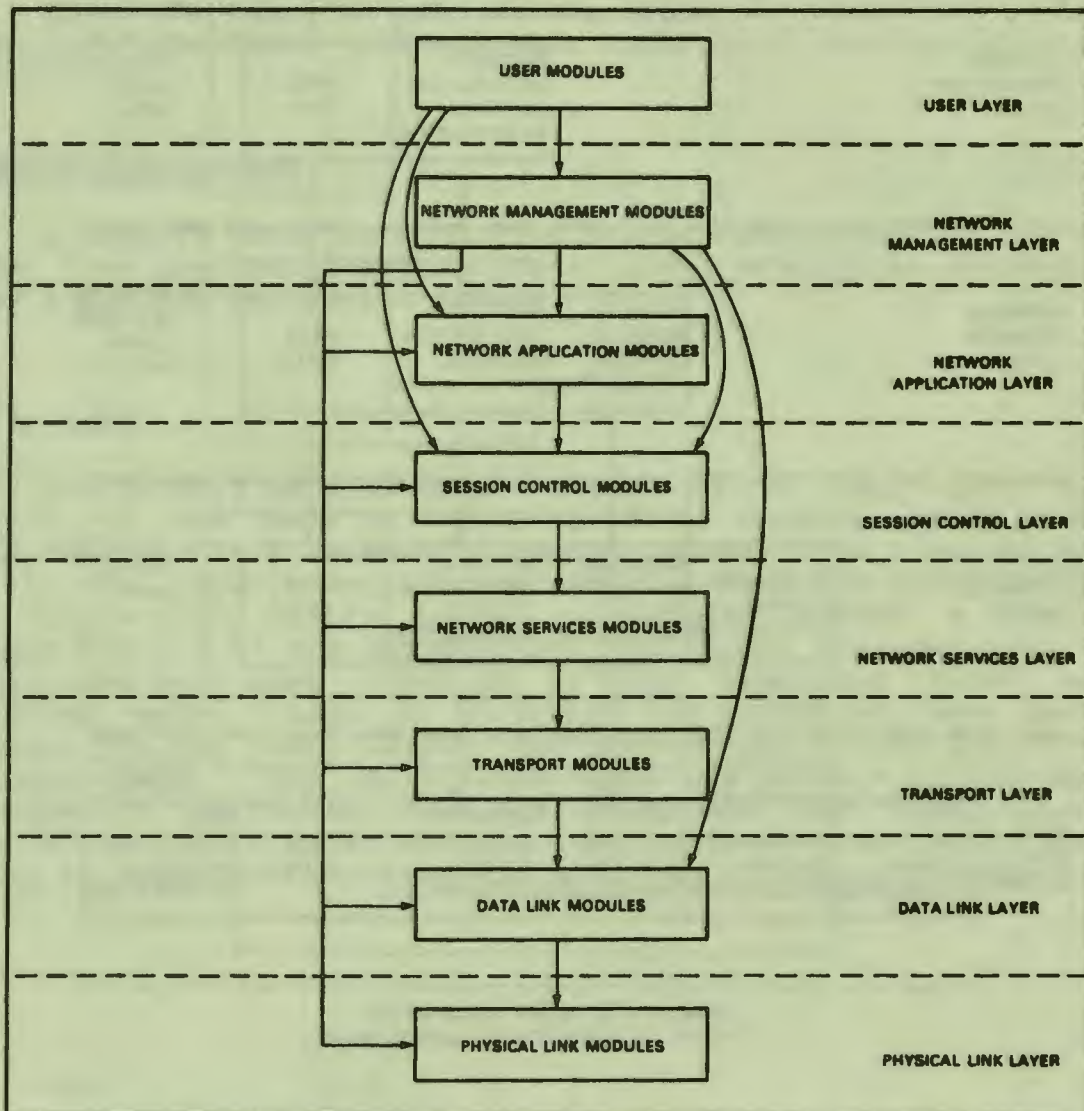 USER MODULES
USER LAYER
NETWORK MANAGEMENT MODULES
NETWORK
MANAGEMENT LAYER
NETWORK APPLICATION MODULES
NETWORK
APPLICATION LAYER
SESSION CONTROL MODULES
SESSION CONTROL LAYER
NETWORK SERVICES MODULES
NETWORK SERVICES LAYER
TRANSPORT MODULES
TRANSPORT LAYER
DATA LINK MODULES
DATA LINK LAYER
PHYSICAL LINK MODULES
PHYSICAL LINK LAYER